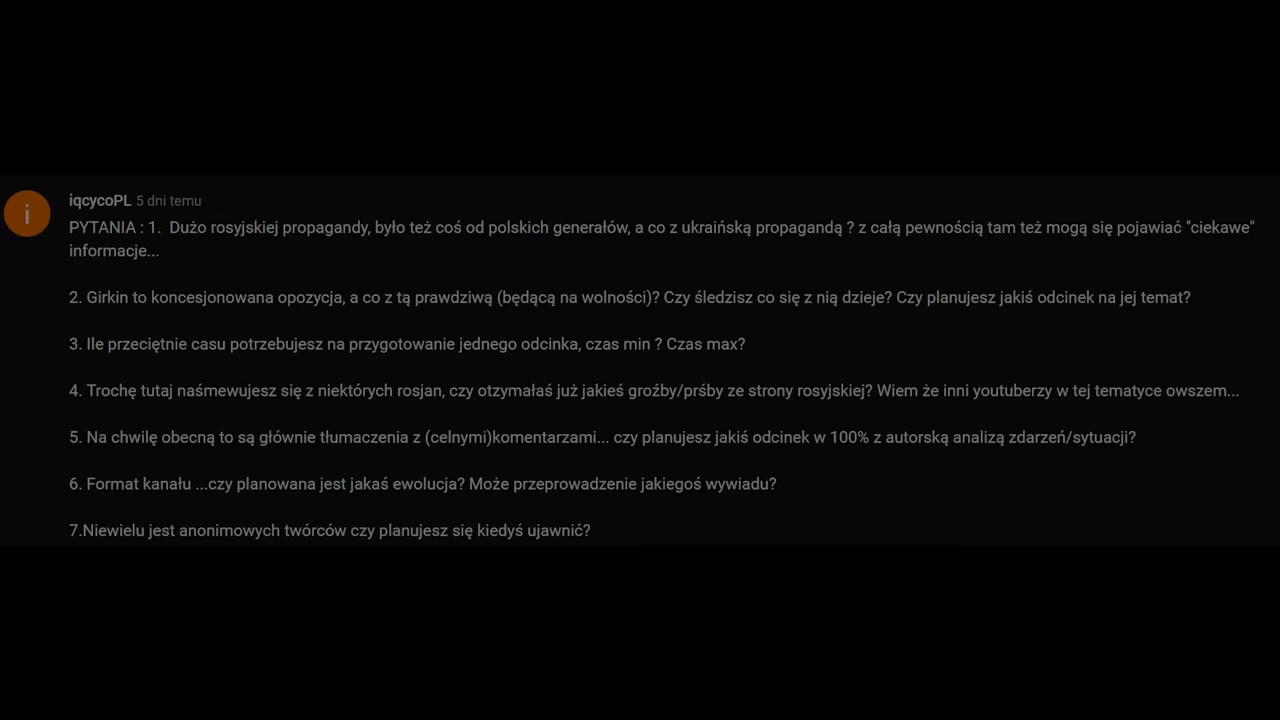 i
iqcycoPL 5 dni temu
PYTANIA : 1.  Dużo rosyjskiej propagandy, było też coś od polskich generałów, a co z ukraińską propagandą ? z całą pewnością tam też mogą się pojawiać "ciekawe"
informacje...
2. Girkin to koncesjonowana opozycja, a co z tą prawdziwą (będącą na wolności)? Czy śledzisz co się z nią dzieje? Czy planujesz jakiś odcinek na jej temat?
3. Ile przeciętnie casu potrzebujesz na przygotowanie jednego odcinka, czas min ? Czas max?
4. Trochę tutaj naśmewujesz się z niektórych rosjan, czy otzymałaś już jakieś groźby/prśby ze strony rosyjskiej? Wiem że inni youtuberzy w tej tematyce owszem...
5. Na chwilę obecną to są głównie tłumaczenia z (celnymi)komentarzami... czy planujesz jakiś odcinek w 100% z autorską analizą zdarzeń/sytuacji?
6. Format kanału ...czy planowana jest jakaś ewolucja? Może przeprowadzenie jakiegoś wywiadu?
7.Niewielu jest anonimowych twórców czy planujesz się kiedyś ujawnić?